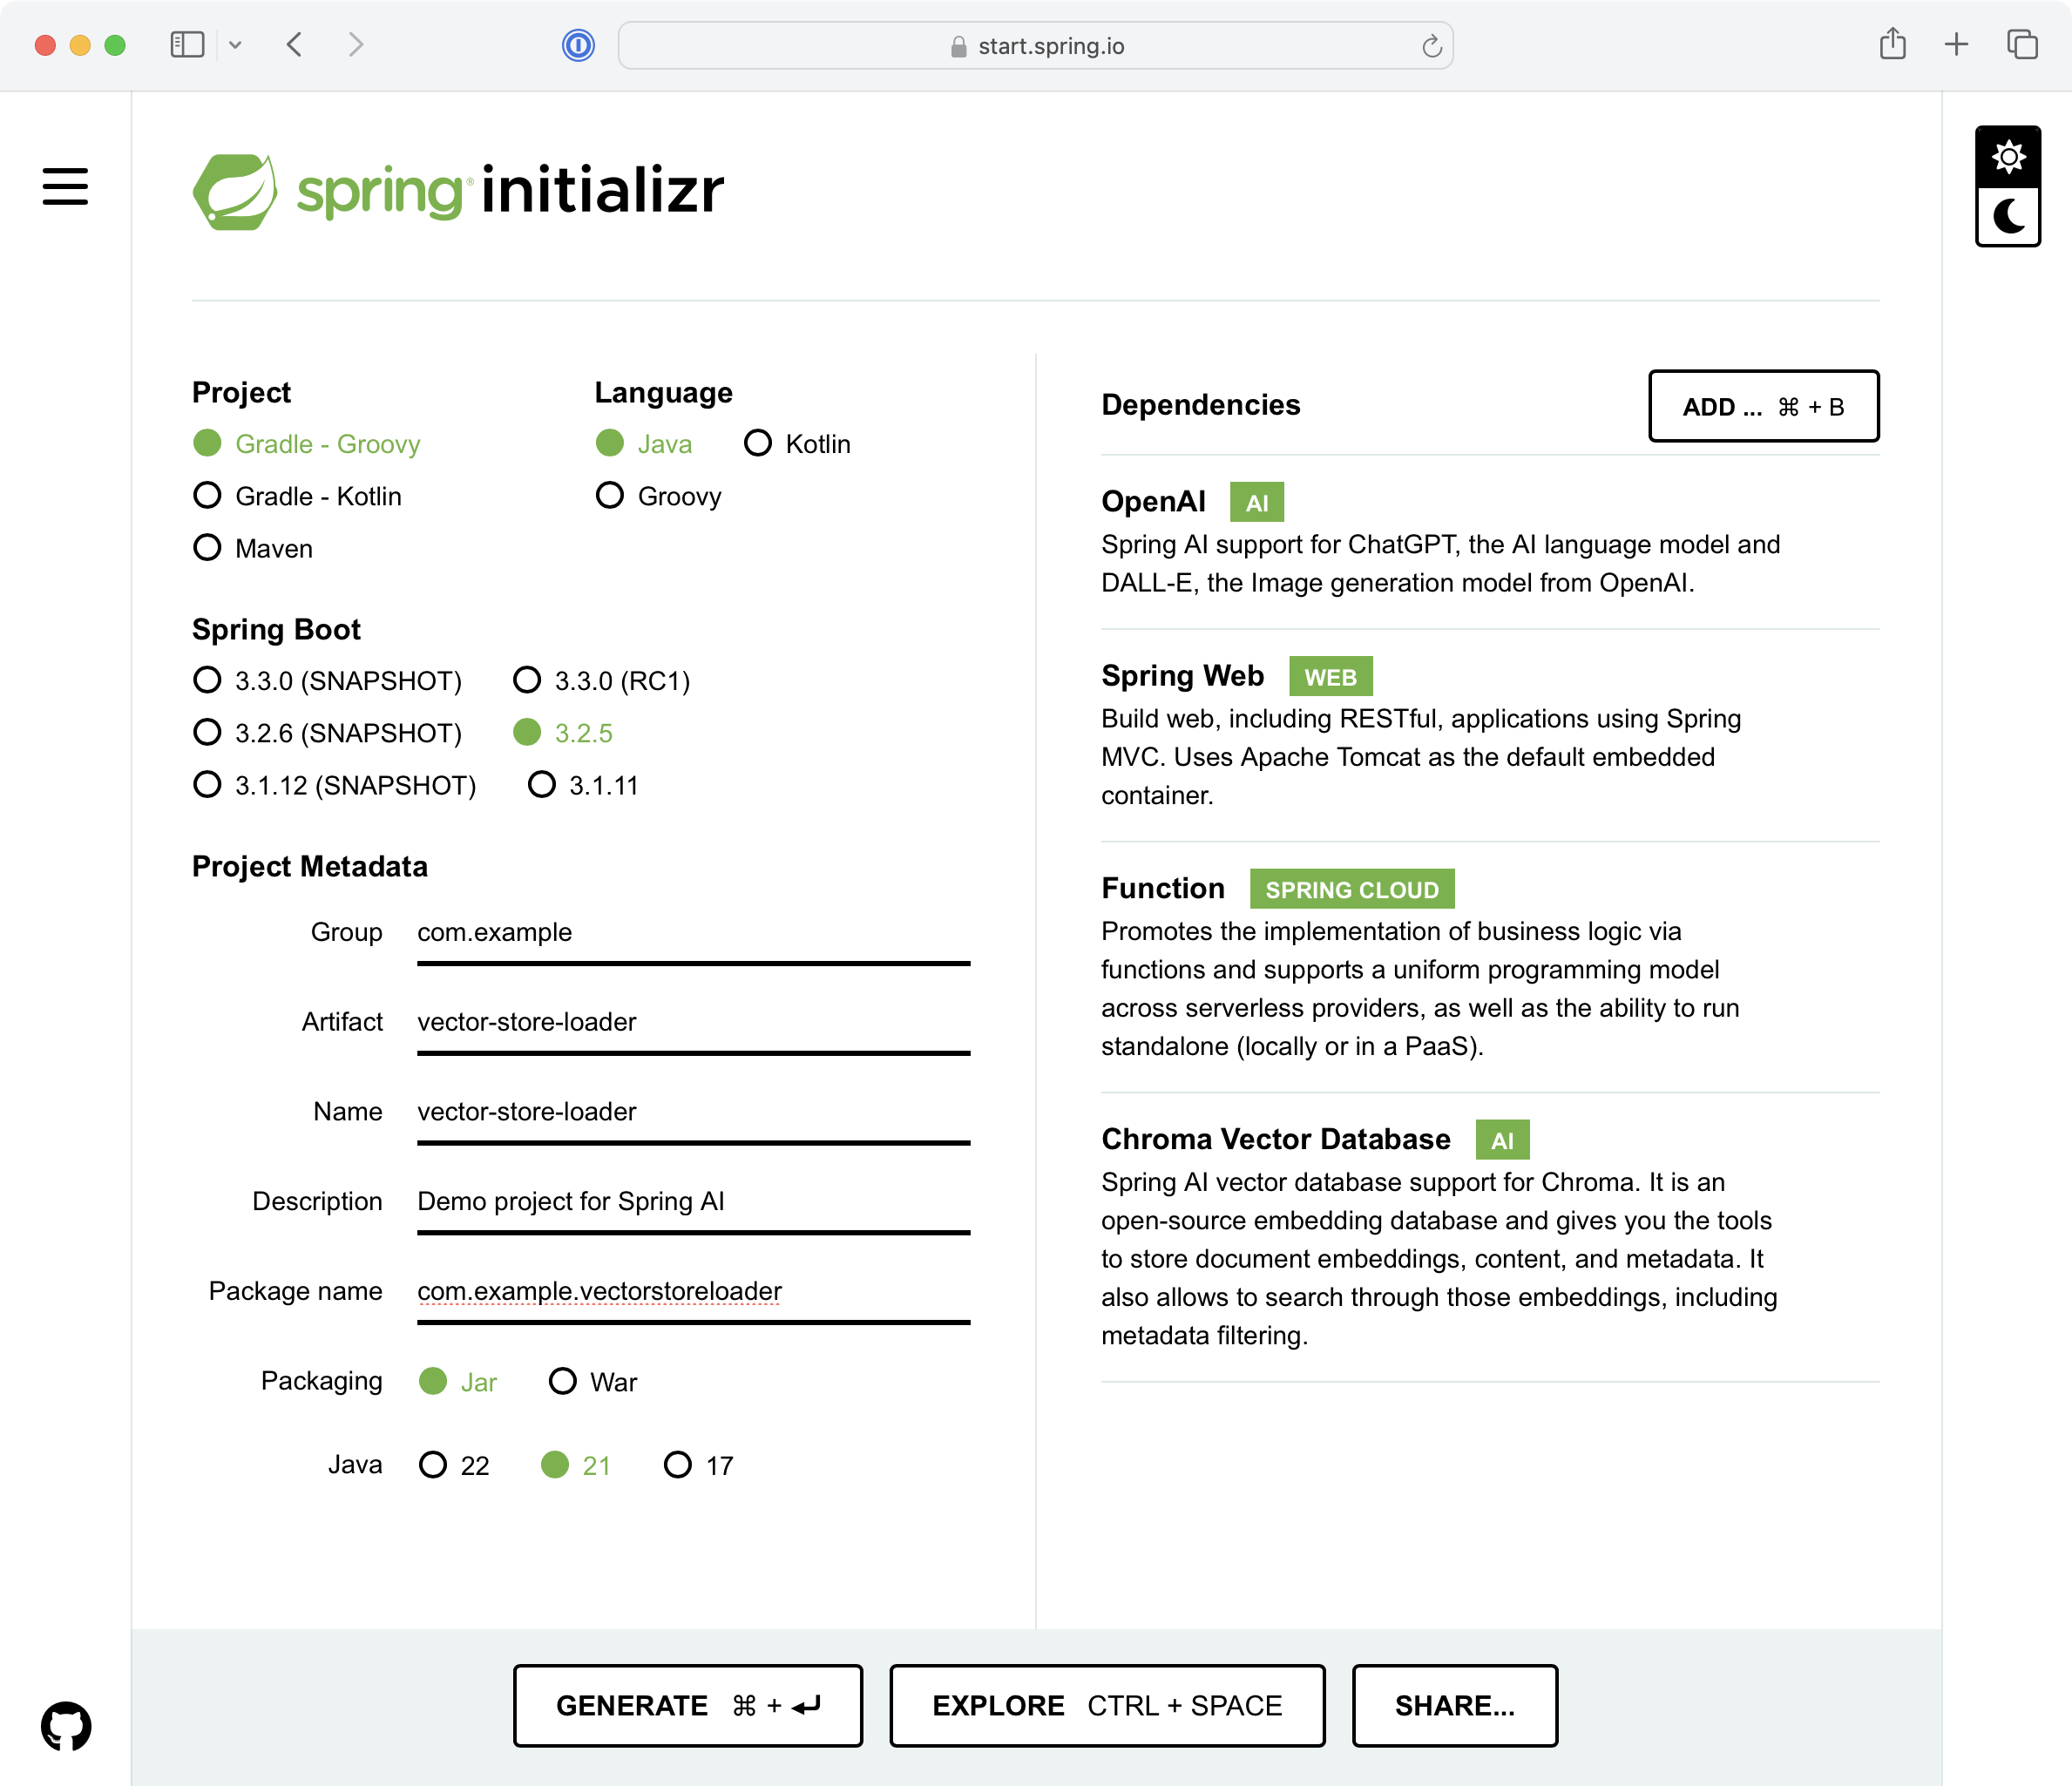 start.spring.io
spring® initializr
Project
Gradle - Groovy
Gradle - Kotlin
Maven
Language
Java Kotlin
Groovy
Spring Boot
3.3.0 (SNAPSHOT) 3.3.0 (RC1)
3.2.6 (SNAPSHOT) 3.2.5
3.1.12 (SNAPSHOT) 3.1.11
Project Metadata
Group com.example
Artifact vector-store-loader
Name vector-store-loader
Description Demo project for Spring AI
Package name com.example.vectorstoreloader
Packaging Jar War
Java 22 21 17
Dependencies
ADD ... ⌘ + B
OpenAI AI
Spring AI support for ChatGPT, the AI language model and
DALL-E, the Image generation model from OpenAI.
Spring Web WEB
Build web, including RESTful, applications using Spring
MVC. Uses Apache Tomcat as the default embedded
container.
Function SPRING CLOUD
Promotes the implementation of business logic via
functions and supports a uniform programming model
across serverless providers, as well as the ability to run
standalone (locally or in a PaaS).
Chroma Vector Database AI
Spring AI vector database support for Chroma. It is an
open-source embedding database and gives you the tools
to store document embeddings, content, and metadata. It
also allows to search through those embeddings, including
metadata filtering.
GENERATE ⌘ + ⏎
EXPLORE CTRL + SPACE
SHARE...